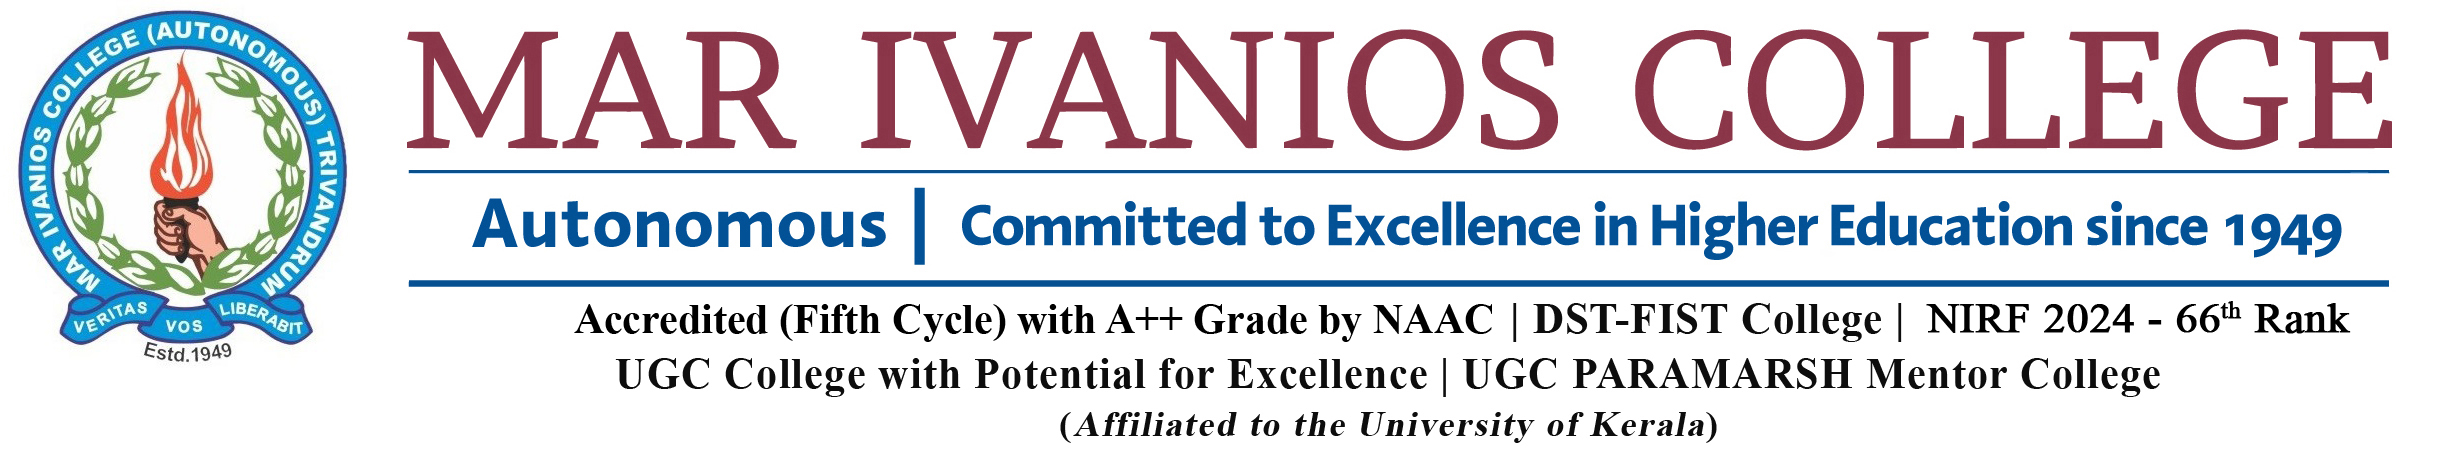 MAR IVANIOS COLLEGE (AUTONOMOUS) TRIVANDRUM
VERITAS VOS LIBERABIT
Estd.1949
MAR IVANIOS COLLEGE
Autonomous | Committed to Excellence in Higher Education since 1949
Accredited (Fifth Cycle) with A++ Grade by NAAC | DST-FIST College | NIRF 2024 - 66th Rank
UGC College with Potential for Excellence | UGC PARAMARSH Mentor College
(Affiliated to the University of Kerala)